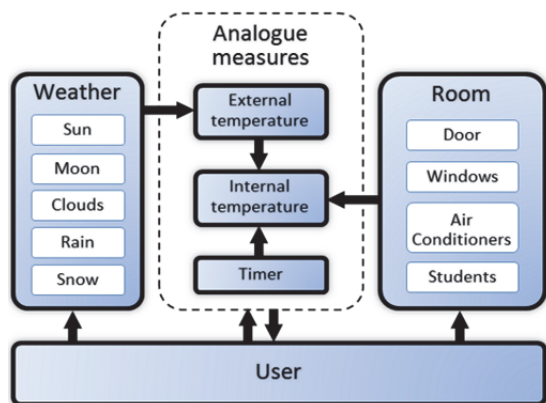 Analogue
measures
Weather
Sun
Moon
Clouds
Rain
Snow
External
temperature
Internal
temperature
Timer
Room
Door
Windows
Air
Conditioners
Students
User